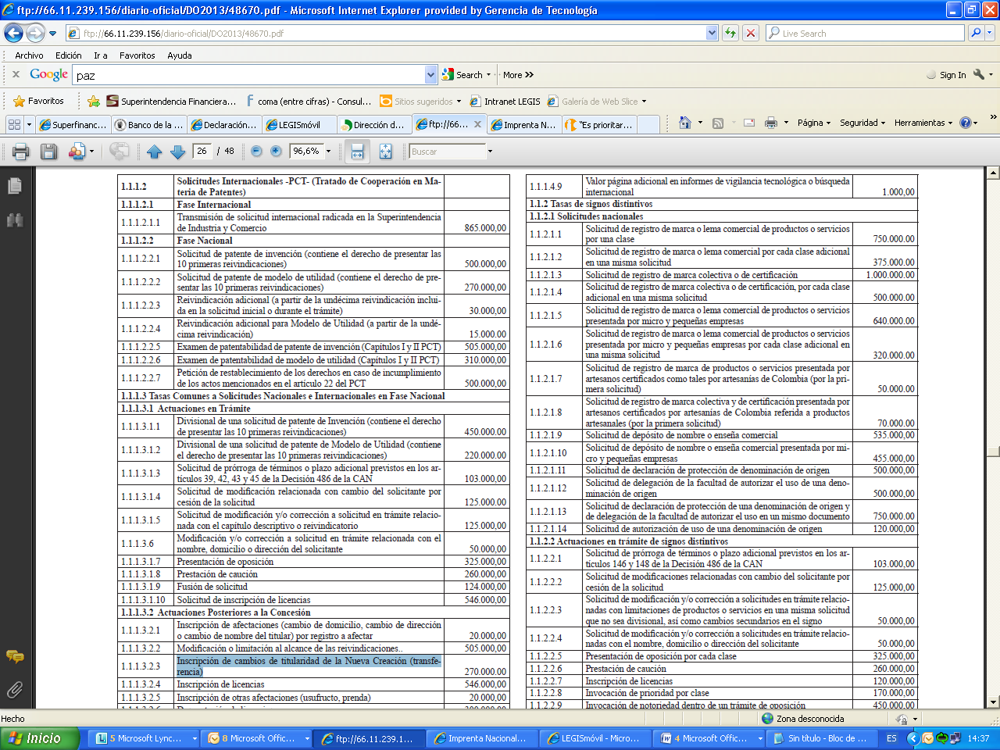 ftp://66.11.239.156/diario-oficial/DO2013/48670.pdf - Microsoft Internet Explorer provided by Gerencia de Tecnología
ftp://66.11.239.156/diario-oficial/DO2013/48670.pdf
Live Search
Archivo Edición Ir a Favoritos Ayuda
Google paz Search More Sign In
Favoritos Superintendencia Financiera... coma (entre cifras) - Consul... Sitios sugeridos Intranet LEGIS Galería de Web Slice
Superfinanc... Banco de la ... Declaración... LEGISmóvil Dirección d... ftp://66... Imprenta N... "Es prioritar... Página Seguridad Herramientas
26 / 48 96,6% Buscar
1.1.1.2 Solicitudes Internacionales -PCT- (Tratado de Cooperación en Ma-
teria de Patentes)
1.1.1.2.1 Fase Internacional
1.1.1.2.1.1 Transmisión de solicitud internacional radicada en la Superintendencia
de Industria y Comercio 865.000,00
1.1.1.2.2 Fase Nacional
1.1.1.2.2.1 Solicitud de patente de invención (contiene el derecho de presentar las
10 primeras reivindicaciones) 500.000,00
1.1.1.2.2.2 Solicitud de patente de modelo de utilidad (contiene el derecho de pre-
sentar las 10 primeras reivindicaciones) 270.000,00
1.1.1.2.2.3 Reivindicación adicional (a partir de la undécima reivindicación inclui-
da en la solicitud inicial o durante el trámite) 30.000,00
1.1.1.2.2.4 Reivindicación adicional para Modelo de Utilidad (a partir de la undé-
cima reivindicación) 15.000.00
1.1.1.2.2.5 Examen de patentabilidad de patente de invención (Capítulos I y II PCT) 505.000,00
1.1.1.2.2.6 Examen de patentabilidad de modelo de utilidad (Capítulos I y II PCT) 310.000,00
1.1.1.2.2.7 Petición de restablecimiento de los derechos en caso de incumplimiento
de los actos mencionados en el artículo 22 del PCT 500.000,00
1.1.1.3 Tasas Comunes a Solicitudes Nacionales e Internacionales en Fase Nacional
1.1.1.3.1 Actuaciones en Trámite
1.1.1.3.1.1 Divisional de una solicitud de patente de Invención (contiene el derecho
de presentar las 10 primeras reivindicaciones) 450.000.00
1.1.1.3.1.2 Divisional de una solicitud de patente de Modelo de Utilidad (contiene
el derecho de presentar las 10 primeras reivindicaciones) 220.000.00
1.1.1.3.1.3 Solicitud de prórroga de términos o plazo adicional previstos en los ar-
tículos 39, 42, 43 y 45 de la Decisión 486 de la CAN 103.000,00
1.1.1.3.1.4 Solicitud de modificación relacionada con cambio del solicitante por
cesión de la solicitud 125.000.00
1.1.1.3.1.5 Solicitud de modificación y/o corrección a solicitud en trámite relacio-
nada con el capítulo descriptivo o reivindicatorio 125.000,00
1.1.1.3.6 Modificación y/o corrección a solicitud en trámite relacionada con el
nombre, domicilio o dirección del solicitante 50.000,00
1.1.1.3.1.7 Presentación de oposición 325.000,00
1.1.1.3.1.8 Prestación de caución 260.000,00
1.1.1.3.1.9 Fusión de solicitud 124.000,00
1.1.1.3.1.10 Solicitud de inscripción de licencias 546.000,00
1.1.1.3.2 Actuaciones Posteriores a la Concesión
1.1.1.3.2.1 Inscripción de afectaciones (cambio de domicilio, cambio de dirección
o cambio de nombre del titular) por registro a afectar 20.000,00
1.1.1.3.2.2 Modificación o limitación al alcance de las reivindicaciones.. 505.000,00
1.1.1.3.2.3 Inscripción de cambios de titularidad de la Nueva Creación (transfe-
rencia) 270.000.00
1.1.1.3.2.4 Inscripción de licencias 546.000,00
1.1.1.3.2.5 Inscripción de otras afectaciones (usufructo, prenda) 20.000,00
1.1.1.4.9 Valor página adicional en informes de vigilancia tecnológica o búsqueda
internacional 1.000,00
1.1.2 Tasas de signos distintivos
1.1.2.1 Solicitudes nacionales
1.1.2.1.1 Solicitud de registro de marca o lema comercial de productos o servicios
por una clase 750.000.00
1.1.2.1.2 Solicitud de registro de marca o lema comercial por cada clase adicional
en una misma solicitud 375.000.00
1.1.2.1.3 Solicitud de registro de marca colectiva o de certificación 1.000.000.00
1.1.2.1.4 Solicitud de registro de marca colectiva o de certificación, por cada clase
adicional en una misma solicitud 500.000.00
1.1.2.1.5 Solicitud de registro de marca o lema comercial de productos o servicios
presentada por micro y pequeñas empresas 640.000.00
1.1.2.1.6 Solicitud de registro de marca o lema comercial de productos o servicios
presentada por micro y pequeñas empresas por cada clase adicional en
una misma solicitud 320.000.00
1.1.2.1.7 Solicitud de registro de marca de productos o servicios presentada por
artesanos certificados como tales por artesanías de Colombia (por la pri-
mera solicitud) 50.000.00
1.1.2.1.8 Solicitud de registro de marca colectiva y de certificación presentada por
artesanos certificados por artesanías de Colombia referida a productos
artesanales (por la primera solicitud) 70.000.00
1.1.2.1.9 Solicitud de depósito de nombre o enseña comercial 535.000,00
1.1.2.1.10 Solicitud de depósito de nombre o enseña comercial presentada por mi-
cro y pequeñas empresas 455.000,00
1.1.2.1.11 Solicitud de declaración de protección de denominación de origen 500.000,00
1.1.2.1.12 Solicitud de delegación de la facultad de autorizar el uso de una deno-
minación de origen 500.000,00
1.1.2.1.13 Solicitud de declaración de protección de una denominación de origen y
de delegación de la facultad de autorizar el uso en un mismo documento 750.000,00
1.1.2.1.14 Solicitud de autorización de uso de una denominación de origen 120.000,00
1.1.2.2 Actuaciones en trámite de signos distintivos
1.1.2.2.1 Solicitud de prórroga de términos o plazo adicional previstos en los ar-
tículos 146 y 148 de la Decisión 486 de la CAN 103.000,00
1.1.2.2.2 Solicitud de modificaciones relacionadas con cambio del solicitante por
cesión de la solicitud 125.000,00
1.1.2.2.3 Solicitud de modificación y/o corrección a solicitudes en trámite relacio-
nadas con limitaciones de productos o servicios en una misma solicitud
que no sea divisional, así como cambios secundarios en el signo 50.000,00
1.1.2.2.4 Solicitud de modificación y/o corrección a solicitudes en trámite relacio-
nadas con el nombre, domicilio o dirección del solicitante 50.000,00
1.1.2.2.5 Presentación de oposición por cada clase 325.000,00
1.1.2.2.6 Prestación de caución 260.000,00
1.1.2.2.7 Inscripción de licencias 120.000,00
1.1.2.2.8 Invocación de prioridad por clase 170.000,00
1.1.2.2.9 Invocación de notoriedad dentro de un trámite de oposición 450.000,00
Hecho Zona desconocida
Inicio 5 Microsoft Lync... 8 Microsoft Offic... ftp://66.11.239.1... Imprenta Nacional... LEGISmóvil - Micro... 4 Microsoft Offic... Sin título - Bloc de ... ES 14:37